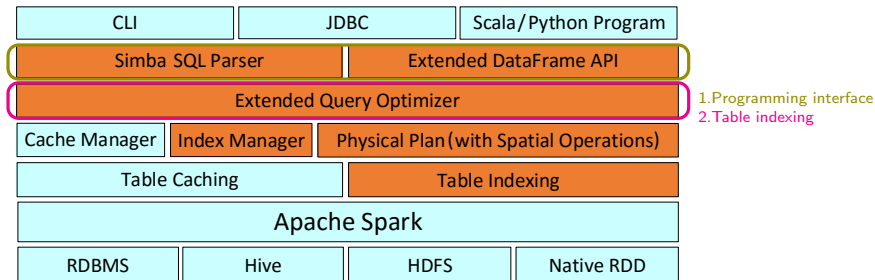 CLI
JDBC
Scala/Python Program
Simba SQL Parser
Extended DataFrame API
Extended Query Optimizer
1.Programming interface
2.Table indexing
Cache Manager
Index Manager
Physical Plan (with Spatial Operations)
Table Caching
Table Indexing
Apache Spark
RDBMS
Hive
HDFS
Native RDD